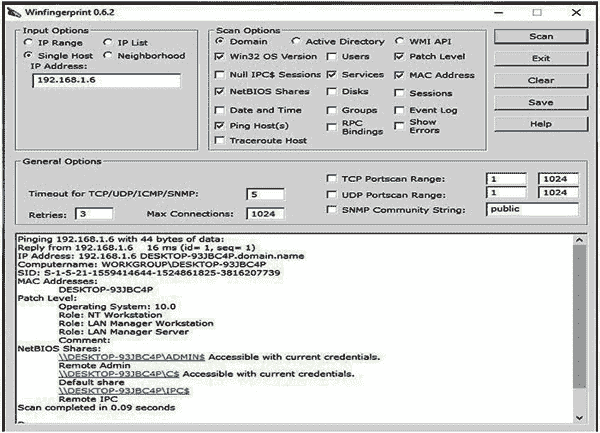 Winfingerprint 0.6.2
Input Options
IP Range
IP List
Single Host
Neighborhood
IP Address:
192.168.1.6
Scan Options
Domain
Active Directory
WMI API
Win32 OS Version
Users
Patch Level
Null IPC$ Sessions
Services
MAC Address
NetBIOS Shares
Disks
Sessions
Date and Time
Groups
Event Log
Ping Host(s)
RPC Bindings
Show Errors
Traceroute Host
Scan
Exit
Clear
Save
Help
General Options
Timeout for TCP/UDP/ICMP/SNMP:
5
Retries:
3
Max Connections:
1024
TCP Portscan Range:
1
1024
UDP Portscan Range:
1
1024
SNMP Community String:
public
Pinging 192.168.1.6 with 44 bytes of data:
Reply from 192.168.1.6 16 ms (id= 1, seq= 1)
IP Address: 192.168.1.6 DESKTOP-93JBC4P.domain.name
Computername: WORKGROUP\DESKTOP-93JBC4P
SID: S-1-5-21-1559414644-1524861825-3816207739
MAC Addresses:
DESKTOP-93JBC4P
Patch Level:
Operating System: 10.0
Role: NT Workstation
Role: LAN Manager Workstation
Role: LAN Manager Server
Comment:
NetBIOS Shares:
\\DESKTOP-93JBC4P\ADMIN$ Accessible with current credentials.
Remote Admin
\\DESKTOP-93JBC4P\C$ Accessible with current credentials.
Default share
\\DESKTOP-93JBC4P\IPC$
Remote IPC
Scan completed in 0.09 seconds